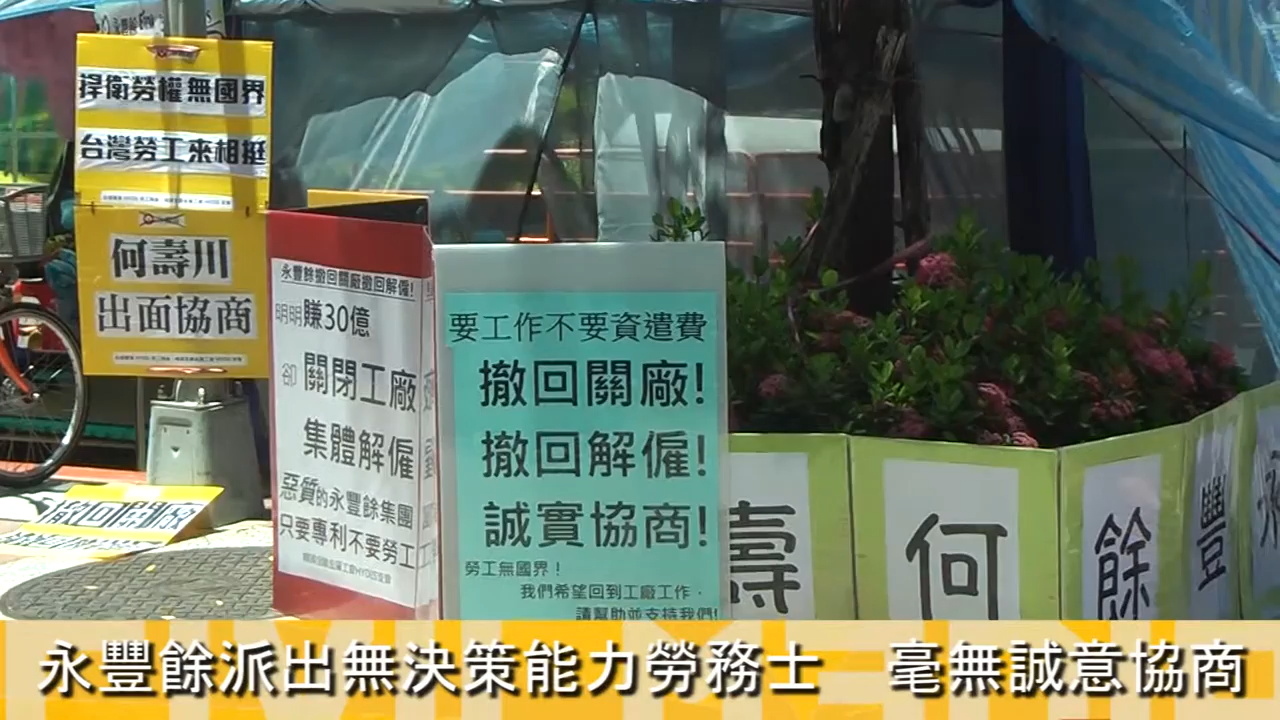 捍衛勞權無國界
台灣勞工來相挺
何壽川
出面協商
撤回關廠
永豐餘撤回關廠撤回解僱!
明明賺30億
卻關閉工廠
集體解僱
惡質的永豐餘集團
只要專利不要勞工
要工作不要資遣費
撤回關廠!
撤回解僱!
誠實協商!
勞工無國界！
我們希望回到工廠工作，
請幫助並支持我們!
壽
何
餘
豐
永豐餘派出無決策能力勞務士　毫無誠意協商